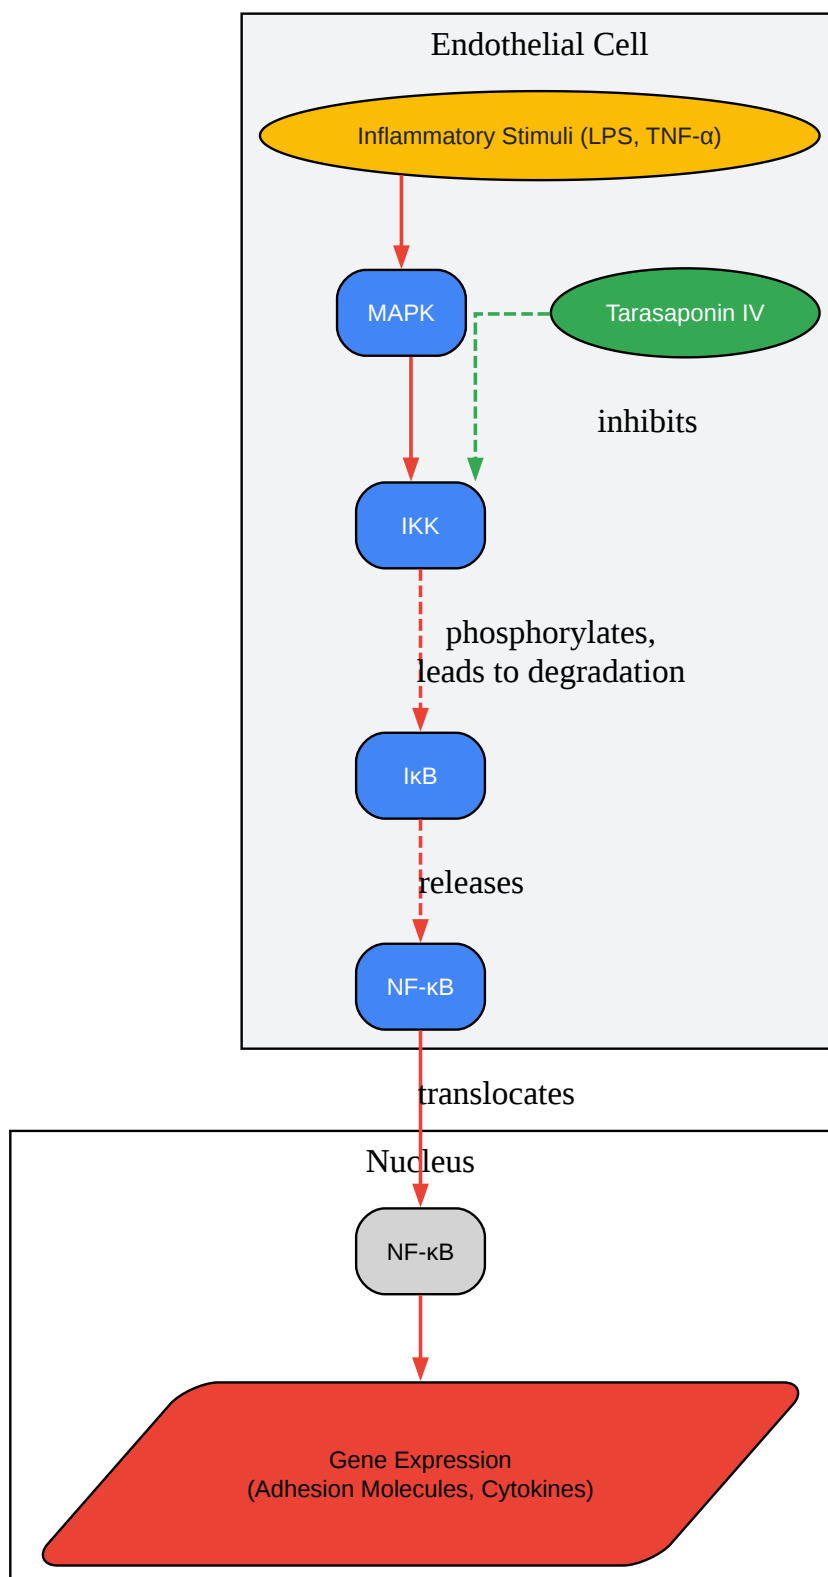 Endothelial Cell
Inflammatory Stimuli (LPS, TNF-α)
MAPK
Tarasaponin IV
inhibits
IKK
phosphorylates,
leads to degradation
IκB
releases
NF-κB
translocates
Nucleus
NF-κB
Gene Expression
(Adhesion Molecules, Cytokines)